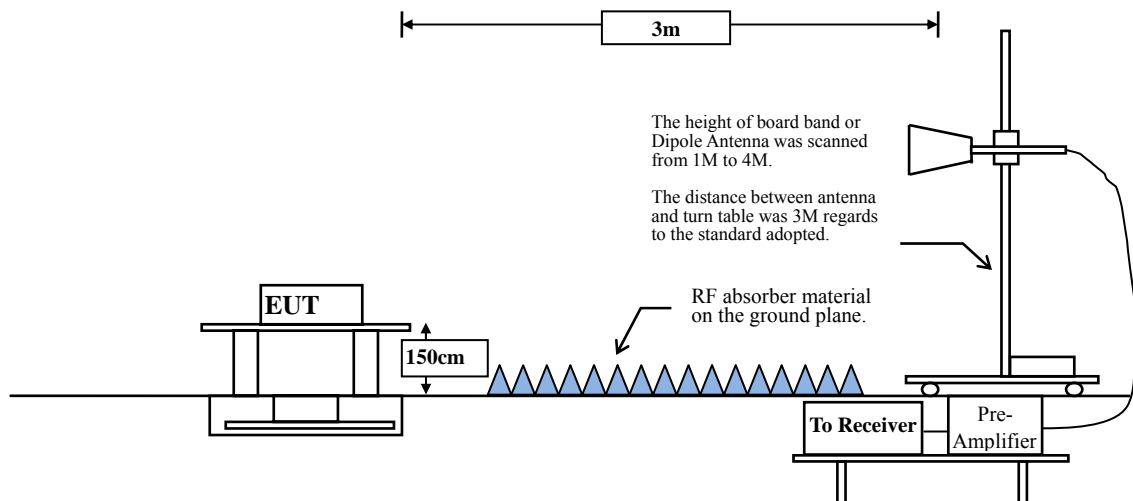 3m
The height of board band or
Dipole Antenna was scanned
from 1M to 4M.
The distance between antenna
and turn table was 3M regards
to the standard adopted.
EUT
RF absorber material
on the ground plane.
150cm
To Receiver
Pre-
Amplifier